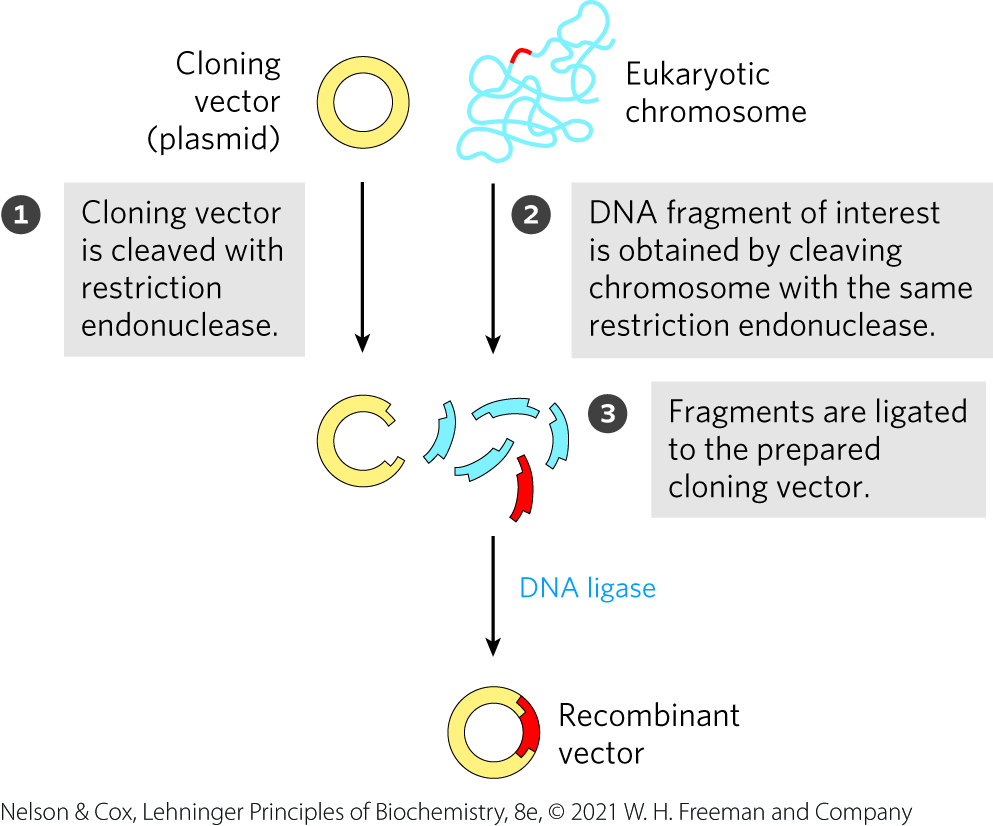 Cloning
vector
(plasmid)
Eukaryotic
chromosome
1
Cloning vector
is cleaved with
restriction
endonuclease.
2
DNA fragment of interest
is obtained by cleaving
chromosome with the same
restriction endonuclease.
3
Fragments are ligated
to the prepared
cloning vector.
DNA ligase
Recombinant
vector
Nelson & Cox, Lehninger Principles of Biochemistry, 8e, © 2021 W. H. Freeman and Company